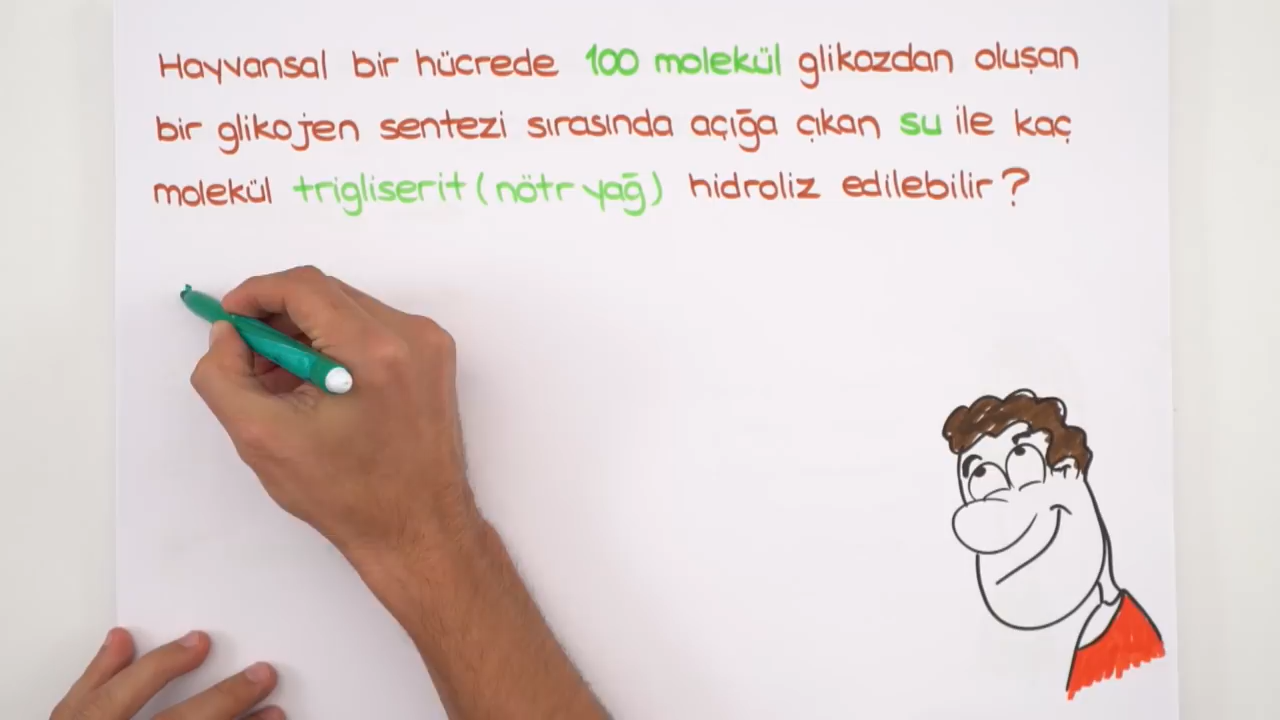 Hayvansal bir hücrede 100 molekül glikozdan oluşan
bir glikojen sentezi sırasında açığa çıkan su ile kaç
molekül trigliserit (nötr yağ) hidroliz edilebilir?